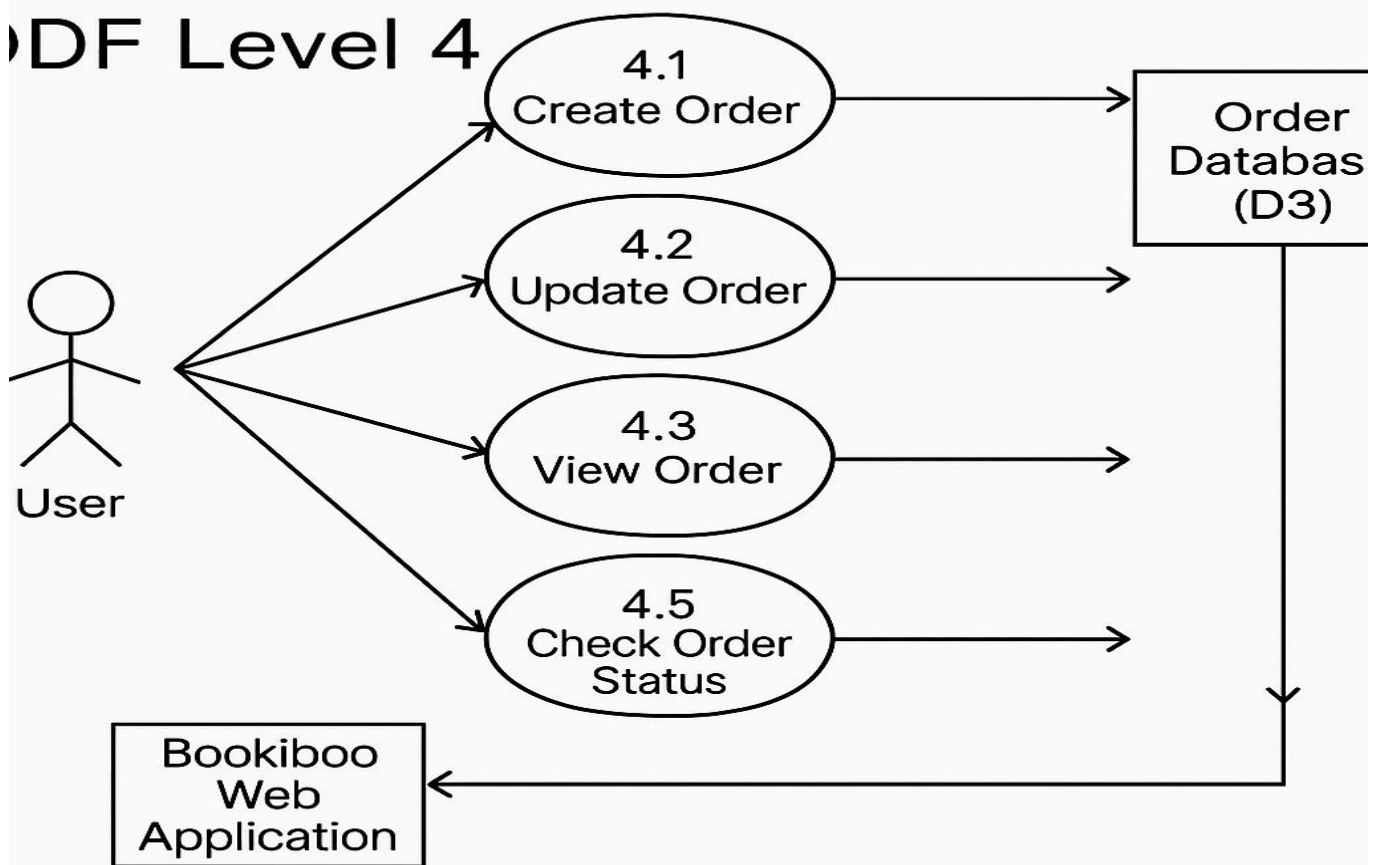 DDF Level 4
4.1
Create Order
Order
Databas
(D3)
4.2
Update Order
4.3
View Order
User
4.5
Check Order
Status
Bookiboo
Web
Application